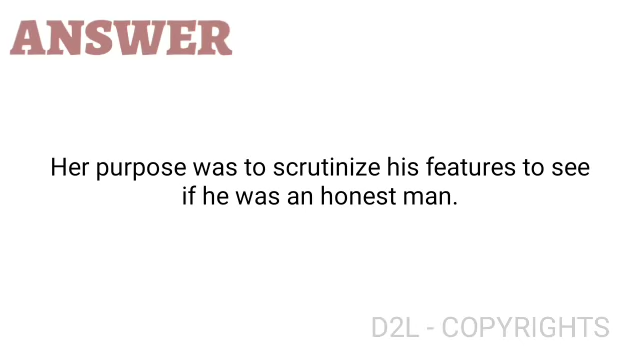 ANSWER
Her purpose was to scrutinize his features to see
if he was an honest man.
D2L - COPYRIGHTS